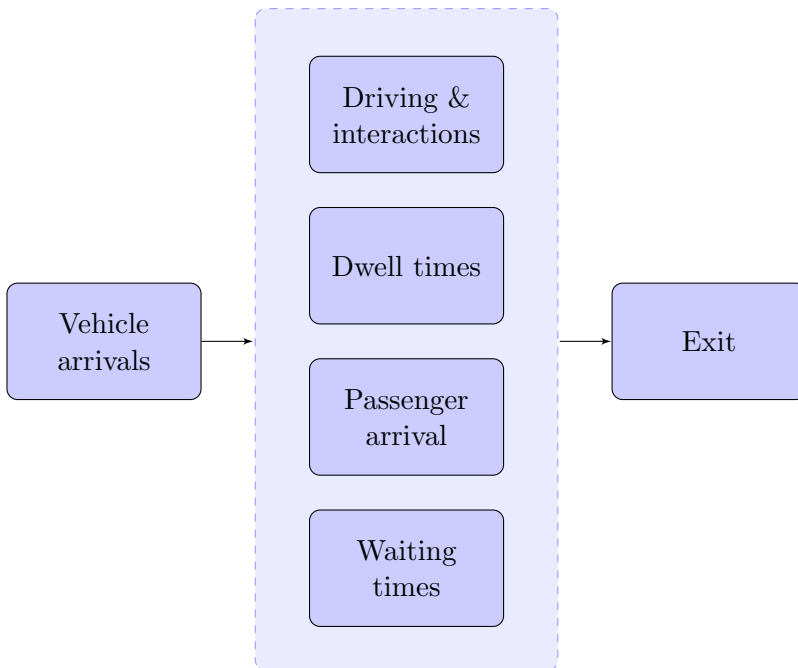 Driving &
interactions
Dwell times
Vehicle
arrivals
Exit
Passenger
arrival
Waiting
times